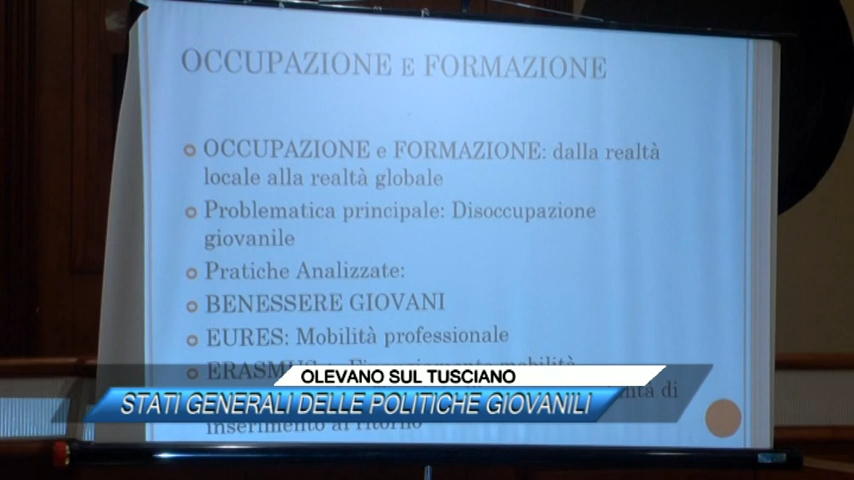 OCCUPAZIONE E FORMAZIONE
OCCUPAZIONE e FORMAZIONE: dalla realtà
locale alla realtà globale
Problematica principale: Disoccupazione
giovanile
Pratiche Analizzate:
BENESSERE GIOVANI
EURES: Mobilità professionale
OLEVANO SUL TUSCIANO
STATI GENERALI DELLE POLITICHE GIOVANILI
di
inserimento al ritorno